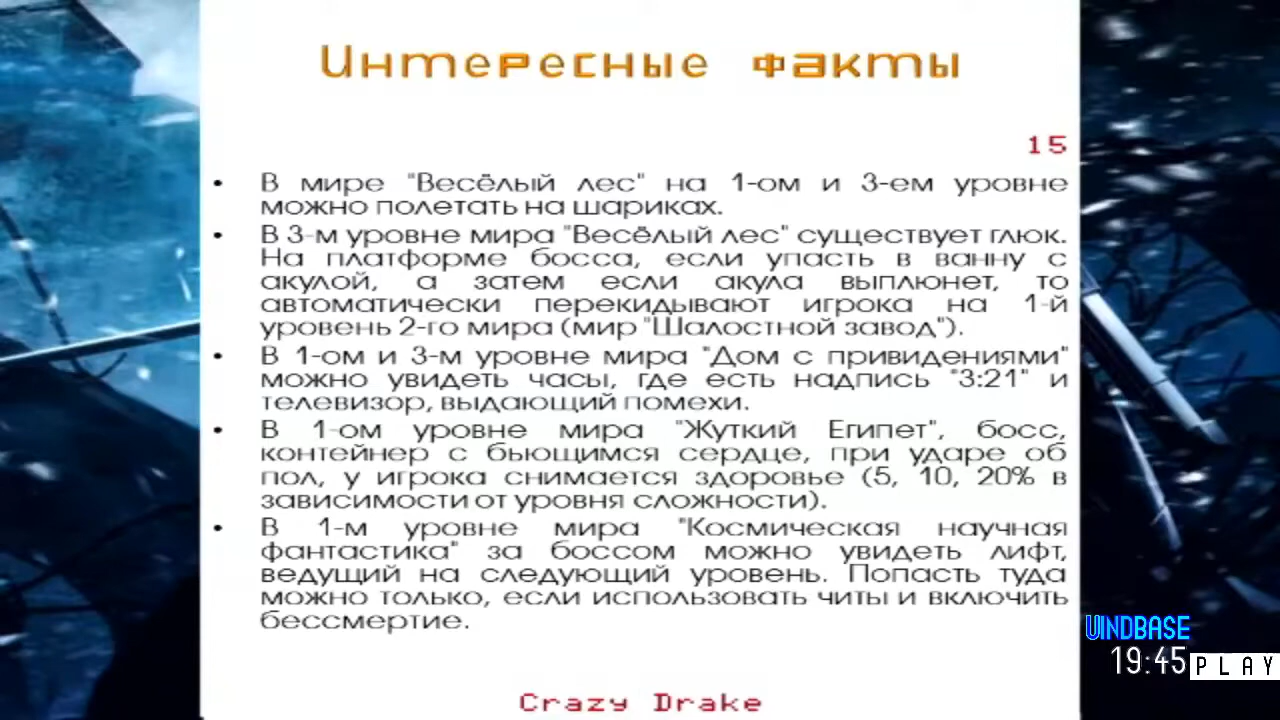 Интересные факты
15
• В мире "Весёлый лес" на 1-ом и 3-ем уровне
можно полетать на шариках.
• В 3-м уровне мира "Весёлый лес" существует глюк.
На платформе босса, если упасть в ванну с
акулой, а затем если акула выплюнет, то
автоматически перекидывают игрока на 1-й
уровень 2-го мира (мир "Шалостной завод").
• В 1-ом и 3-м уровне мира "Дом с привидениями"
можно увидеть часы, где есть надпись "3:21" и
телевизор, выдающий помехи.
• В 1-ом уровне мира "Жуткий Египет", босс,
контейнер с бьющимся сердце, при ударе об
пол, у игрока снимается здоровье (5, 10, 20% в
зависимости от уровня сложности).
• В 1-м уровне мира "Космическая научная
фантастика" за боссом можно увидеть лифт,
ведущий на следующий уровень. Попасть туда
можно только, если использовать читы и включить
бессмертие.
UINDBASE
19:45
PLAY
Crazy Drake